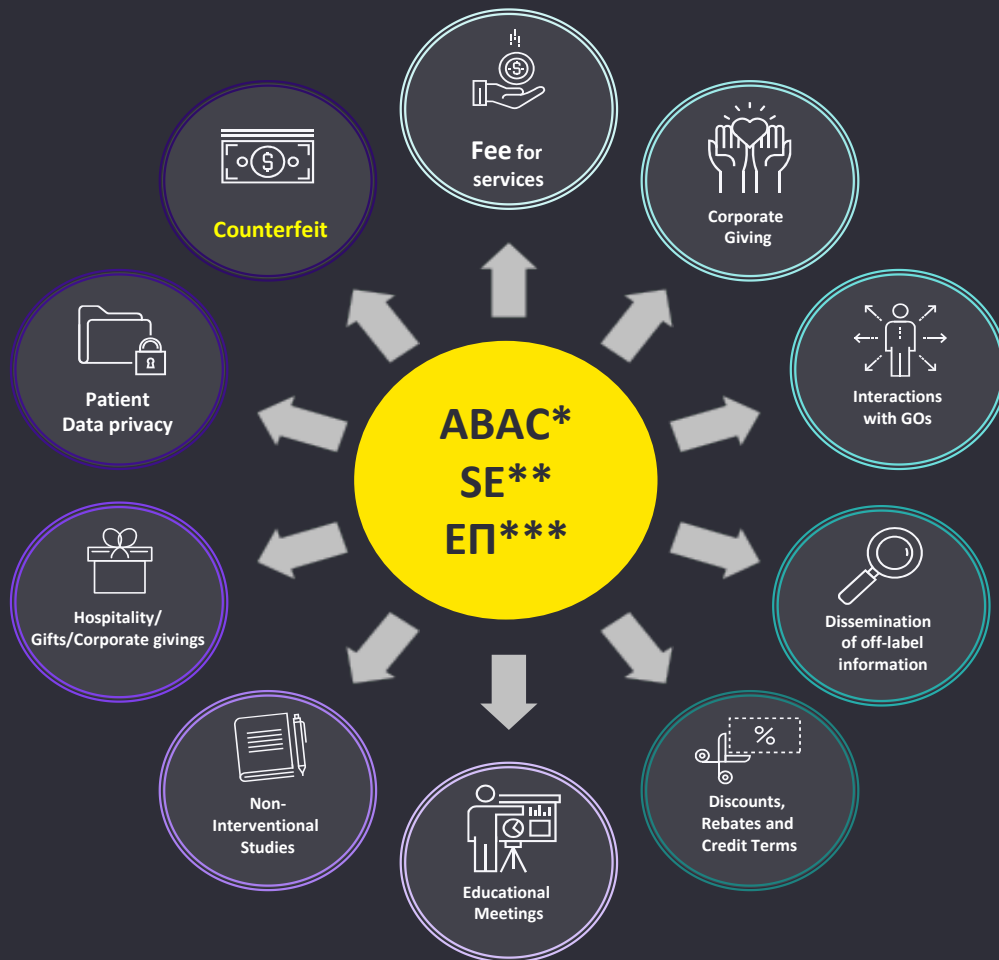 Fee for
services
Corporate
Giving
Interactions
with GOs
Dissemination
of off-label
information
%
Discounts,
Rebates and
Credit Terms
Educational
Meetings
Non-
Interventional
Studies
Hospitality/
Gifts/Corporate givings
Patient
Data privacy
$
Counterfeit
$
ABAC*
SE**
ЕП***